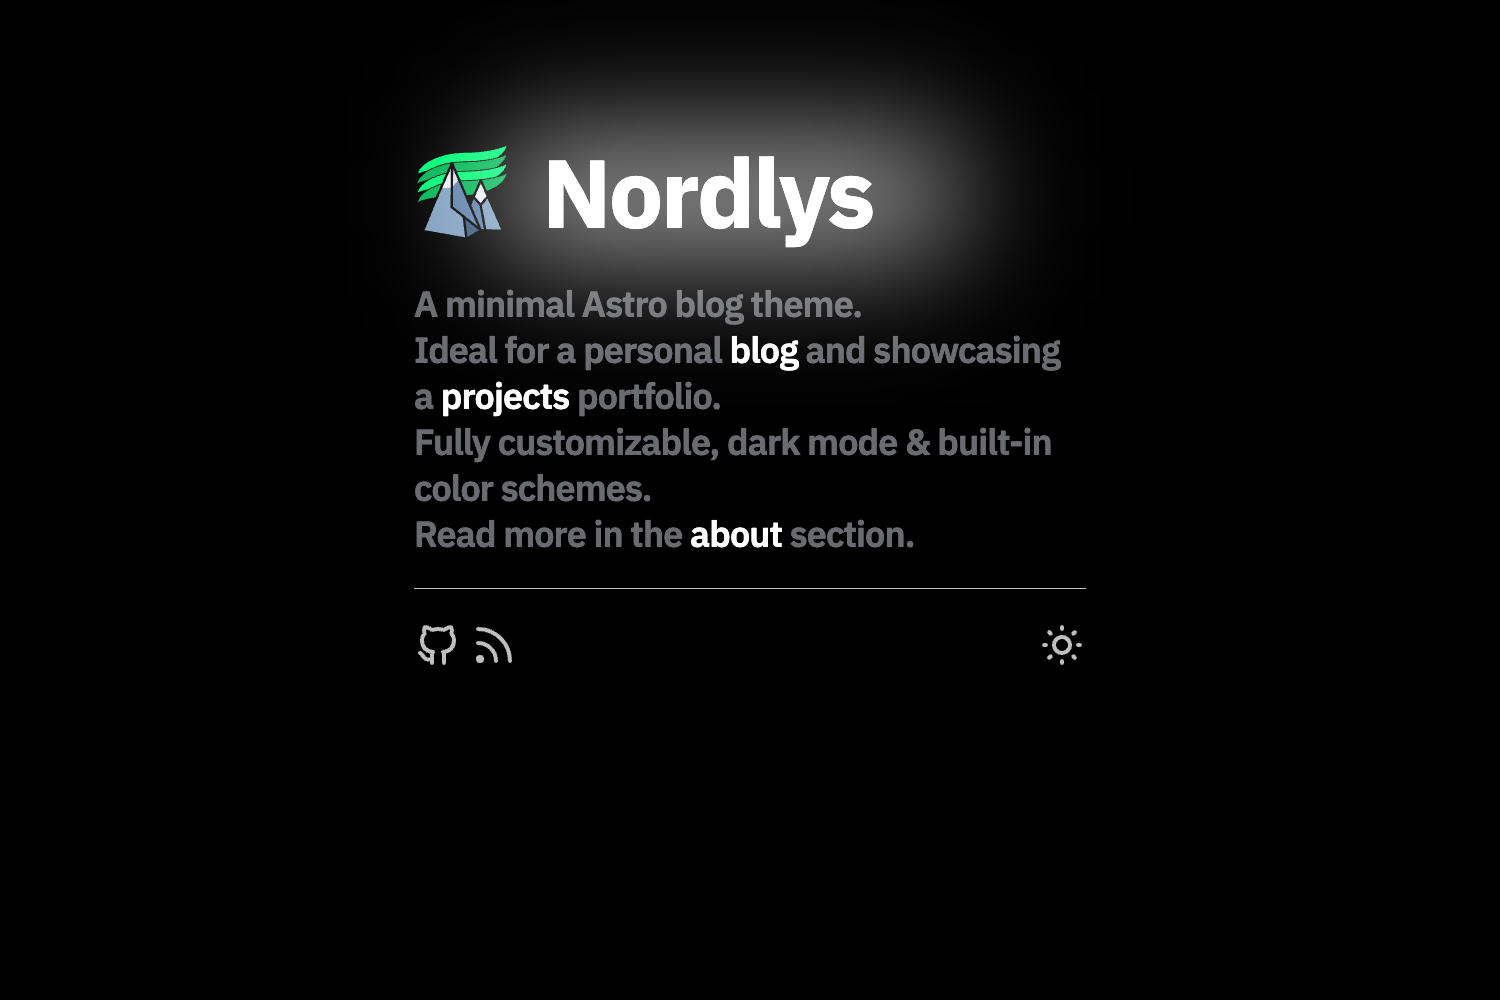 Nordlys
A minimal Astro blog theme.
Ideal for a personal blog and showcasing
a projects portfolio.
Fully customizable, dark mode & built-in
color schemes.
Read more in the about section.